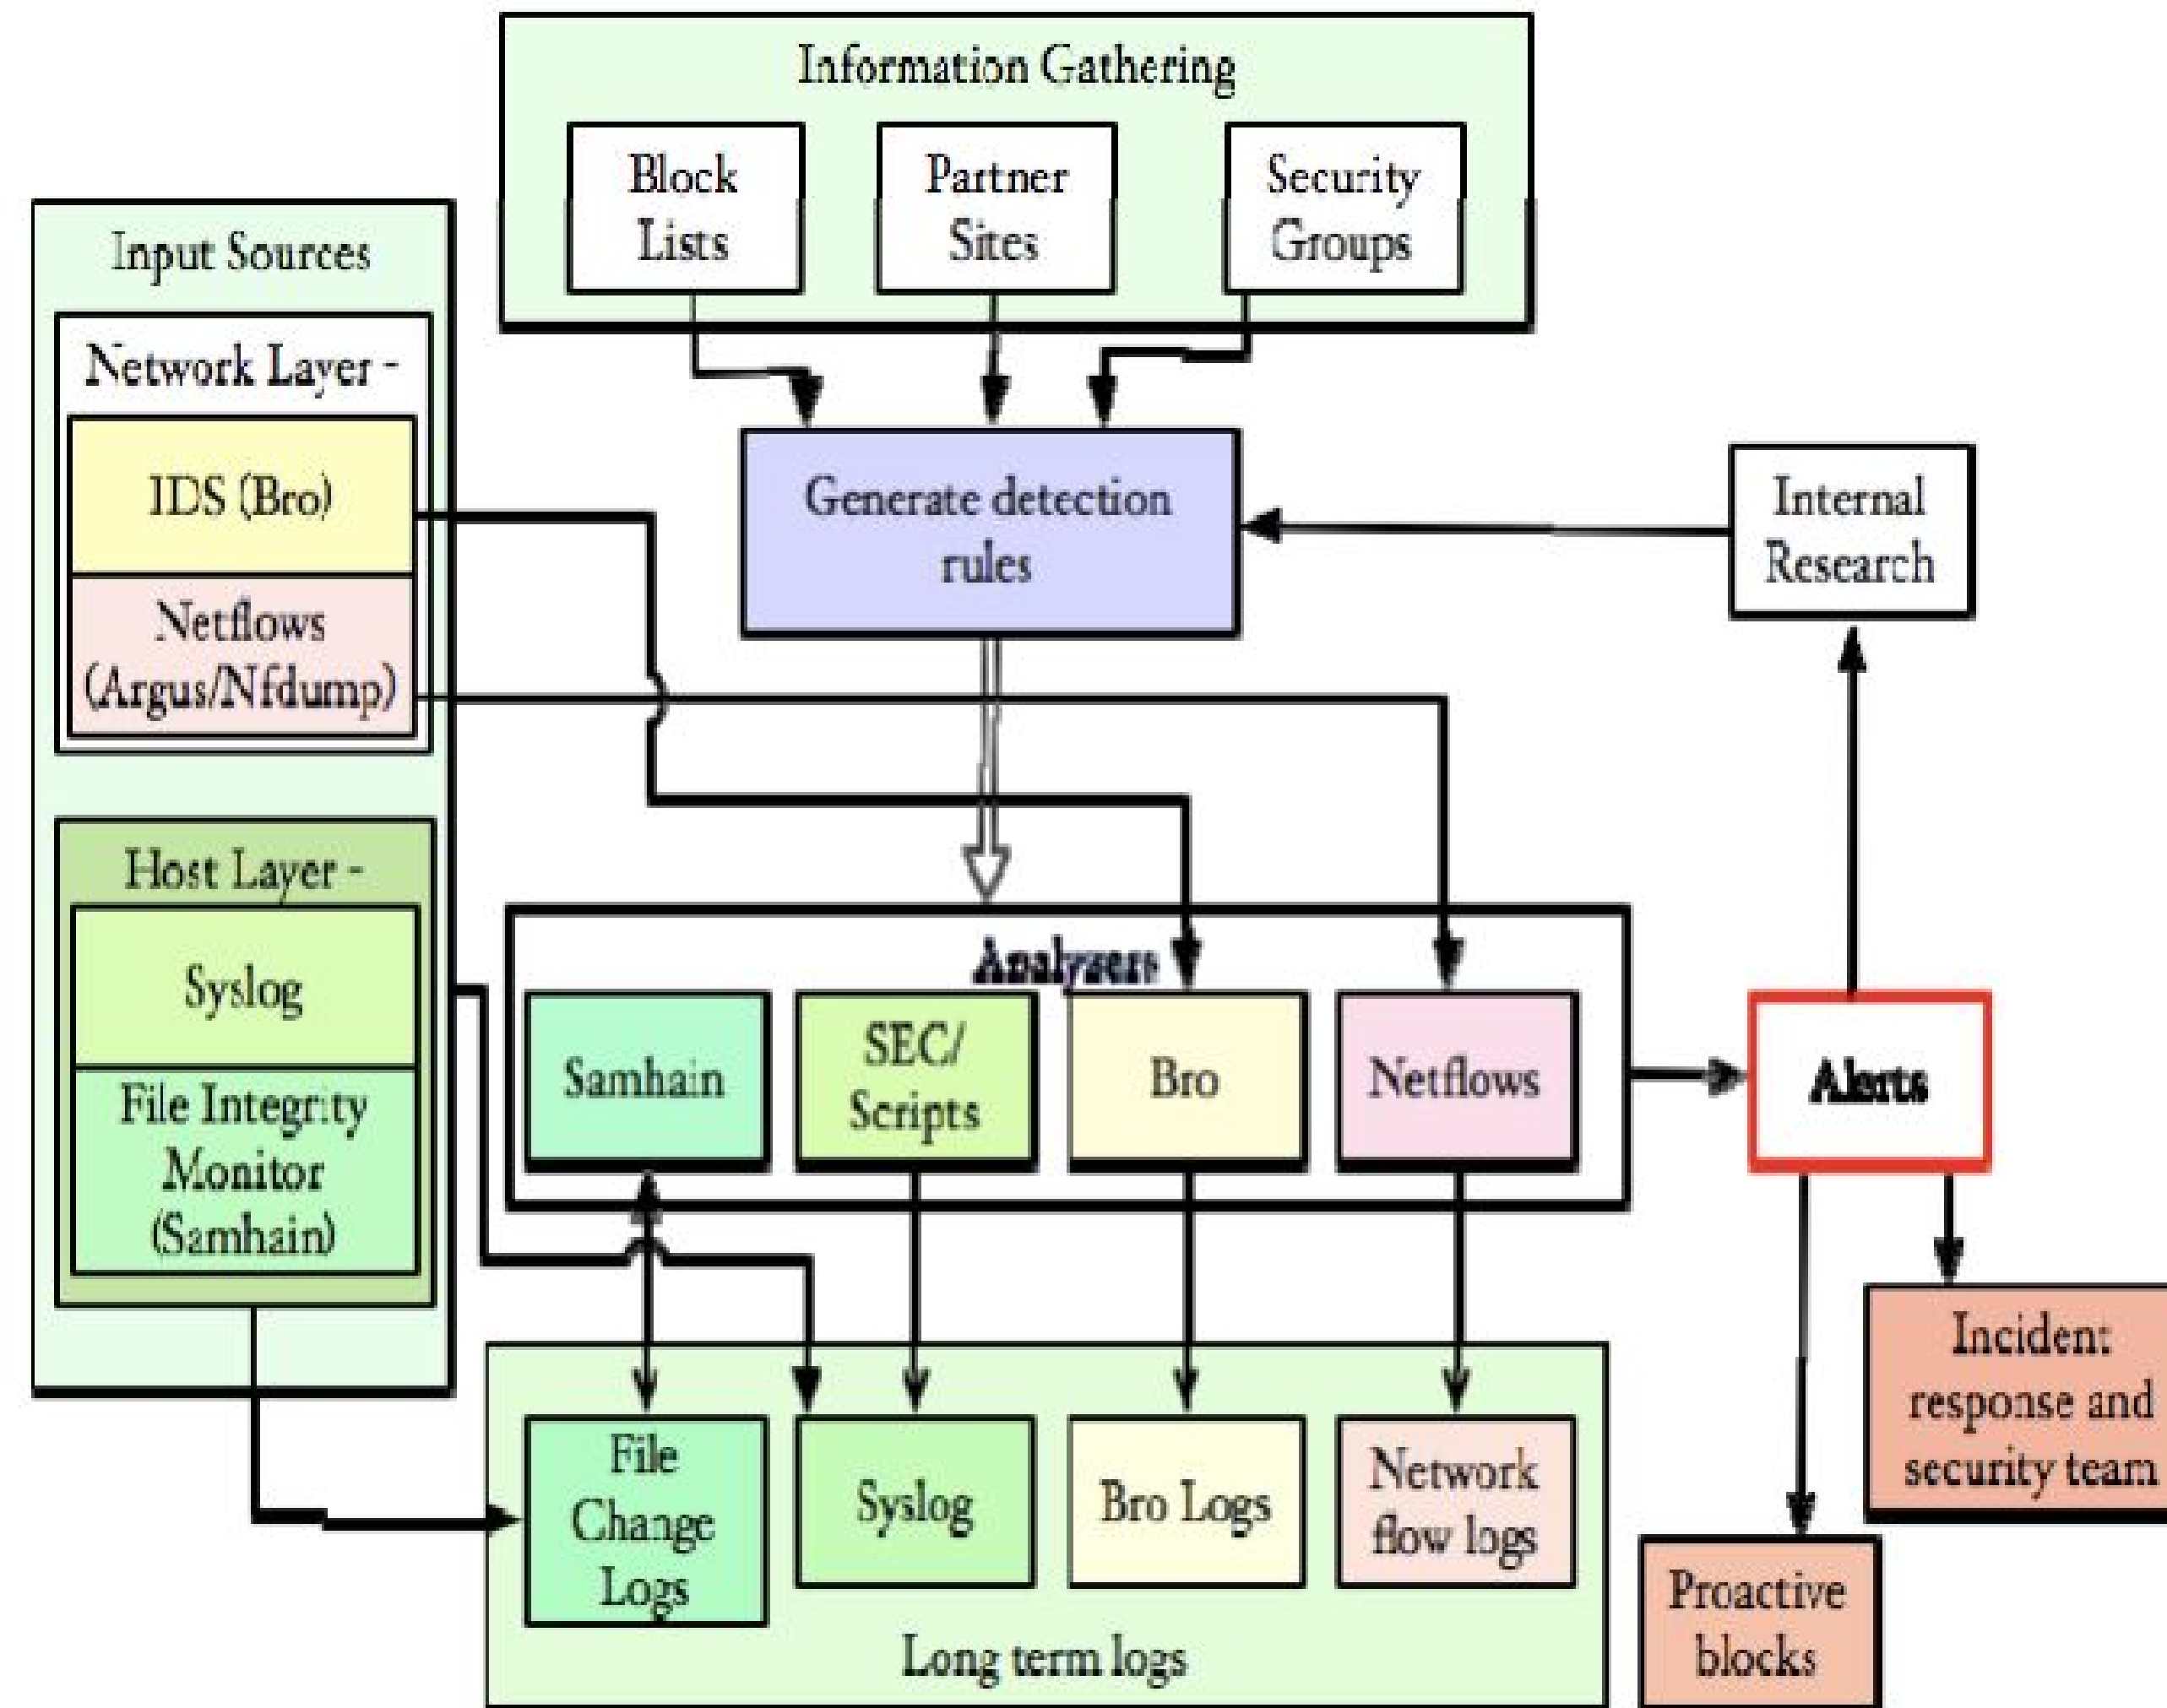 Information Gathering
Block
Lists
Partner
Sites
Security
Groups
Input Sources
Network Layer -
IDS (Bro)
Netflows
(Argus/Nfdump)
Generate detection
rules
Internal
Research
Host Layer -
Syslog
File Integrity
Monitor
(Samhain)
Analyzers
Samhain
SEC/
Scripts
Bro
Netflows
Alerts
Incident
response and
security team
File
Change
Logs
Syslog
Bro Logs
Network
flow logs
Proactive
blocks
Long term logs